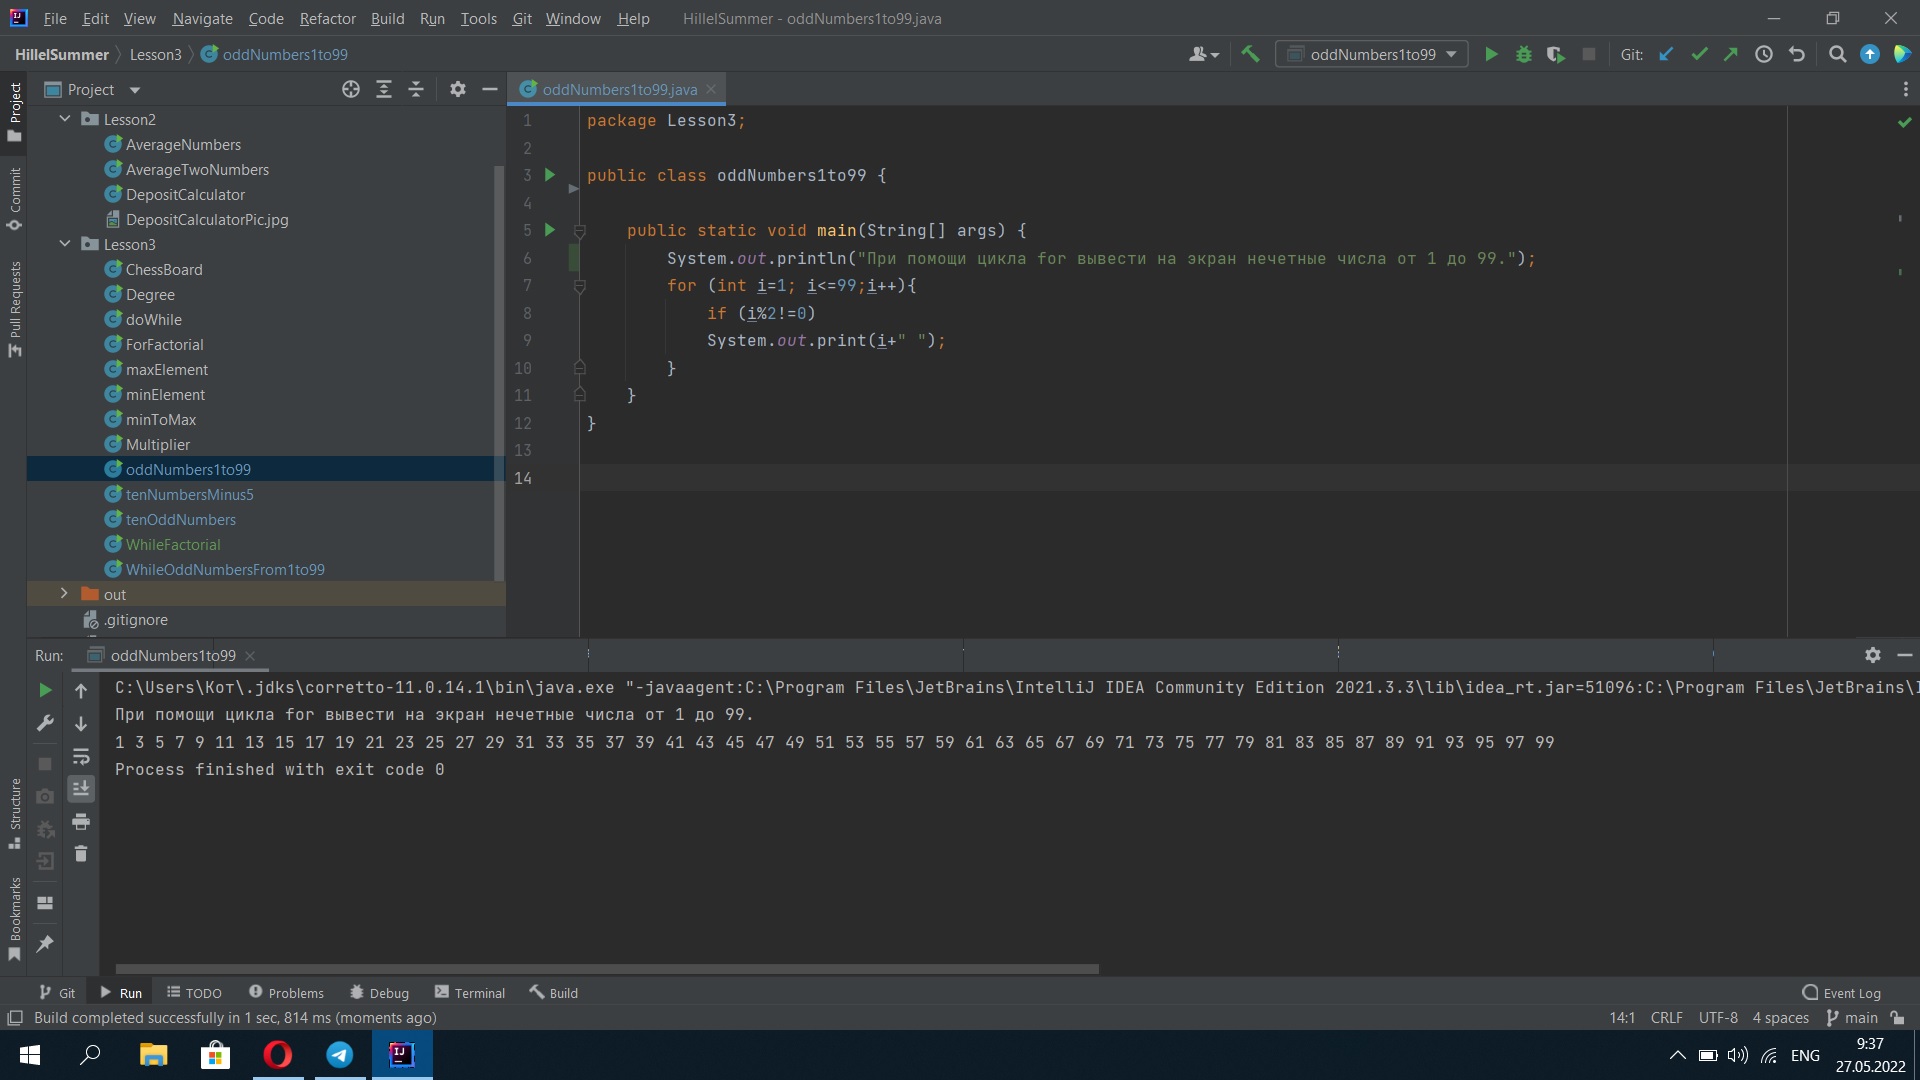 File Edit View Navigate Code Refactor Build Run Tools Git Window Help HillelSummer - oddNumbers1to99.java
HillelSummer Lesson3 oddNumbers1to99 oddNumbers1to99 Git:
Project oddNumbers1to99.java
Project
Commit
Pull Requests
Structure
Bookmarks
Lesson2
AverageNumbers
AverageTwoNumbers
DepositCalculator
DepositCalculatorPic.jpg
Lesson3
ChessBoard
Degree
doWhile
ForFactorial
maxElement
minElement
minToMax
Multiplier
oddNumbers1to99
tenNumbersMinus5
tenOddNumbers
WhileFactorial
WhileOddNumbersFrom1to99
out
.gitignore
1 package Lesson3;
2
3 public class oddNumbers1to99 {
4
5 public static void main(String[] args) {
6 System.out.println("При помощи цикла for вывести на экран нечетные числа от 1 до 99.");
7 for (int i=1; i<=99;i++){
8 if (i%2!=0)
9 System.out.print(i+" ");
10 }
11 }
12 }
13
14
Run: oddNumbers1to99
C:\Users\Кот\.jdks\corretto-11.0.14.1\bin\java.exe "-javaagent:C:\Program Files\JetBrains\IntelliJ IDEA Community Edition 2021.3.3\lib\idea_rt.jar=51096:C:\Program Files\JetBrains\I
При помощи цикла for вывести на экран нечетные числа от 1 до 99.
1 3 5 7 9 11 13 15 17 19 21 23 25 27 29 31 33 35 37 39 41 43 45 47 49 51 53 55 57 59 61 63 65 67 69 71 73 75 77 79 81 83 85 87 89 91 93 95 97 99
Process finished with exit code 0
Git Run TODO Problems Debug Terminal Build Event Log
Build completed successfully in 1 sec, 814 ms (moments ago) 14:1 CRLF UTF-8 4 spaces main
ENG
9:37
27.05.2022